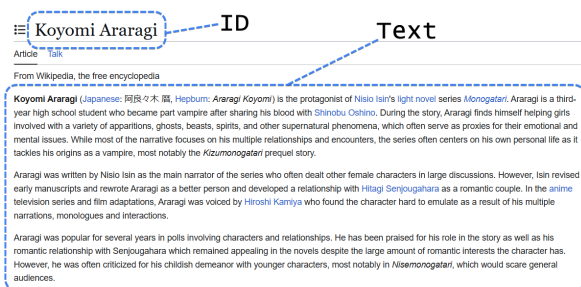 Koyomi Araragi
ID
Text
Article Talk
From Wikipedia, the free encyclopedia
Koyomi Araragi (Japanese: 阿良々木 暦, Hepburn: Araragi Koyomi) is the protagonist of Nisio Isin's light novel series Monogatari. Araragi is a third-
year high school student who became part vampire after sharing his blood with Shinobu Oshino. During the story, Araragi finds himself helping girls
involved with a variety of apparitions, ghosts, beasts, spirits, and other supernatural phenomena, which often serve as proxies for their emotional and
mental issues. While most of the narrative focuses on his multiple relationships and encounters, the series often centers on his own personal life as it
tackles his origins as a vampire, most notably the Kizumonogatari prequel story.
Araragi was written by Nisio Isin as the main narrator of the series who often dealt other female characters in large discussions. However, Isin revised
early manuscripts and rewrote Araragi as a better person and developed a relationship with Hitagi Senjougahara as a romantic couple. In the anime
television series and film adaptations, Araragi was voiced by Hiroshi Kamiya who found the character hard to emulate as a result of his multiple
narrations, monologues and interactions.
Araragi was popular for several years in polls involving characters and relationships. He has been praised for his role in the story as well as his
romantic relationship with Senjougahara which remained appealing in the novels despite the large amount of romantic interests the character has.
However, he was often criticized for his childish demeanor with younger characters, most notably in Nisemonogatari, which would scare general
audiences.